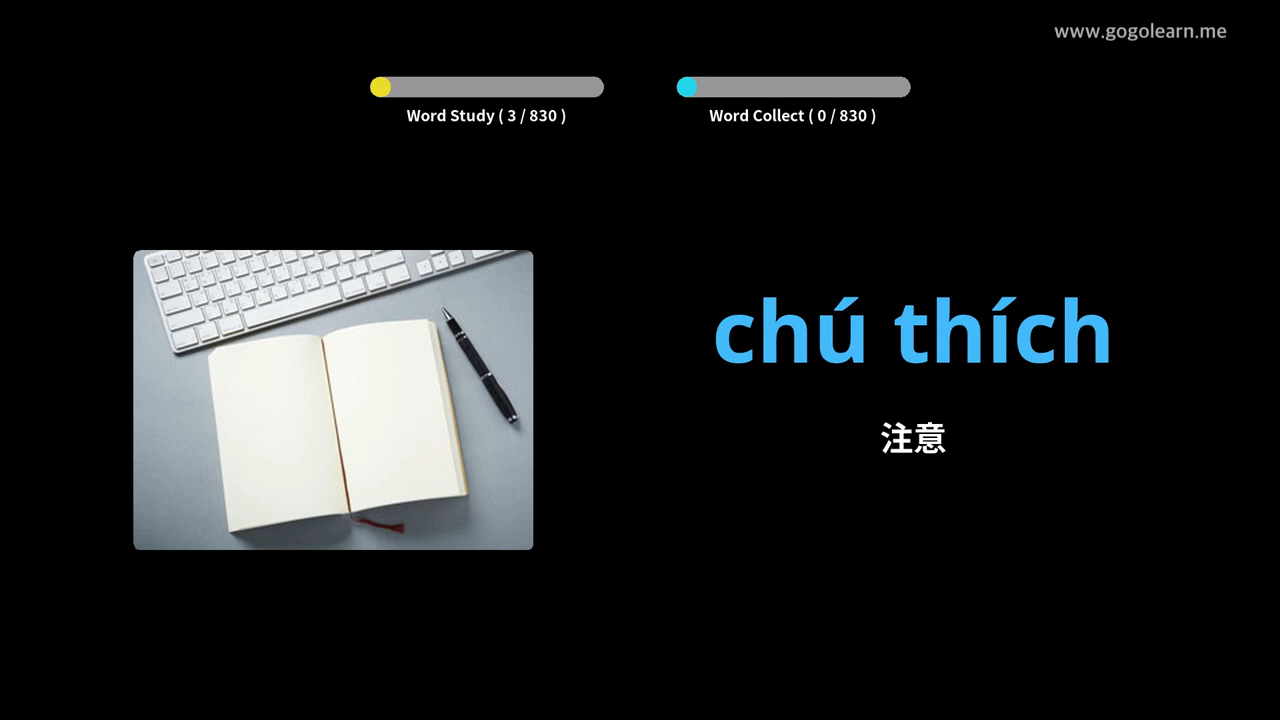 www.gogolearn.me
Word Study ( 3 / 830 )
Word Collect ( 0 / 830 )
chú thích
注意